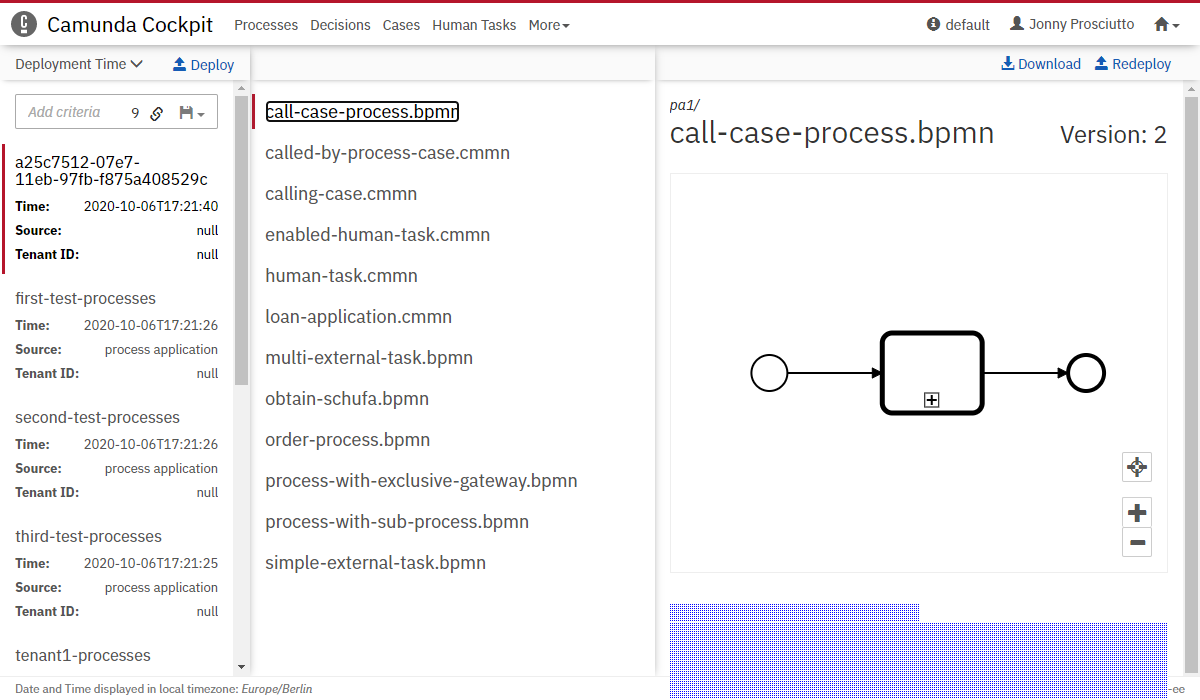 Camunda Cockpit Processes Decisions Cases Human Tasks More default Jonny Prosciutto
Deployment Time Deploy
Add criteria 9
a25c7512-07e7-
11eb-97fb-f875a408529c
Time: 2020-10-06T17:21:40
Source: null
Tenant ID: null
first-test-processes
Time: 2020-10-06T17:21:26
Source: process application
Tenant ID: null
second-test-processes
Time: 2020-10-06T17:21:26
Source: process application
Tenant ID: null
third-test-processes
Time: 2020-10-06T17:21:25
Source: process application
Tenant ID: null
tenant1-processes
call-case-process.bpmn
called-by-process-case.cmmn
calling-case.cmmn
enabled-human-task.cmmn
human-task.cmmn
loan-application.cmmn
multi-external-task.bpmn
obtain-schufa.bpmn
order-process.bpmn
process-with-exclusive-gateway.bpmn
process-with-sub-process.bpmn
simple-external-task.bpmn
Download Redeploy
pa1/
call-case-process.bpmn Version: 2
Date and Time displayed in local timezone: Europe/Berlin
-ee